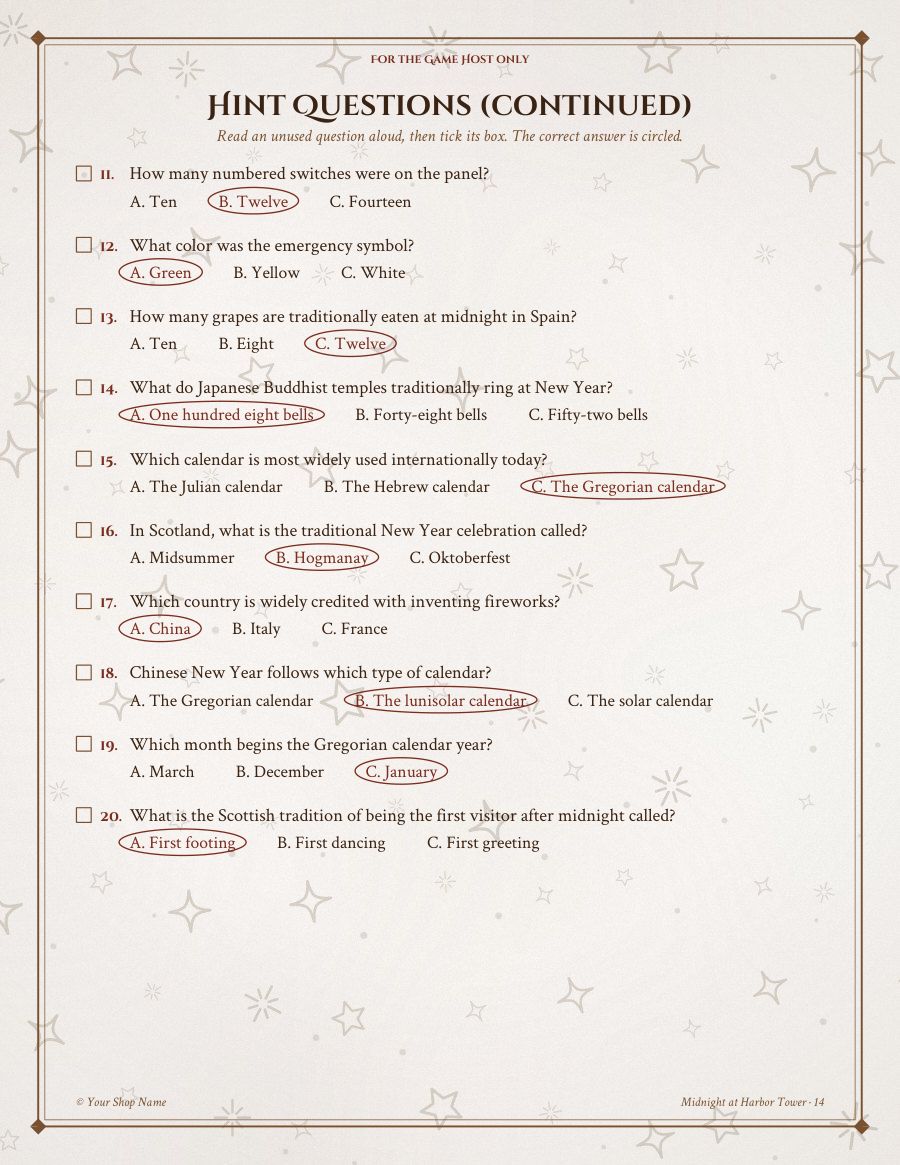 For the Game Host Only
Hint Questions (Continued)
Read an unused question aloud, then tick its box. The correct answer is circled.
11. How many numbered switches were on the panel?
A. Ten B. Twelve C. Fourteen
12. What color was the emergency symbol?
A. Green B. Yellow C. White
13. How many grapes are traditionally eaten at midnight in Spain?
A. Ten B. Eight C. Twelve
14. What do Japanese Buddhist temples traditionally ring at New Year?
A. One hundred eight bells B. Forty-eight bells C. Fifty-two bells
15. Which calendar is most widely used internationally today?
A. The Julian calendar B. The Hebrew calendar C. The Gregorian calendar
16. In Scotland, what is the traditional New Year celebration called?
A. Midsummer B. Hogmanay C. Oktoberfest
17. Which country is widely credited with inventing fireworks?
A. China B. Italy C. France
18. Chinese New Year follows which type of calendar?
A. The Gregorian calendar B. The lunisolar calendar C. The solar calendar
19. Which month begins the Gregorian calendar year?
A. March B. December C. January
20. What is the Scottish tradition of being the first visitor after midnight called?
A. First footing B. First dancing C. First greeting
© Your Shop Name
Midnight at Harbor Tower · 14